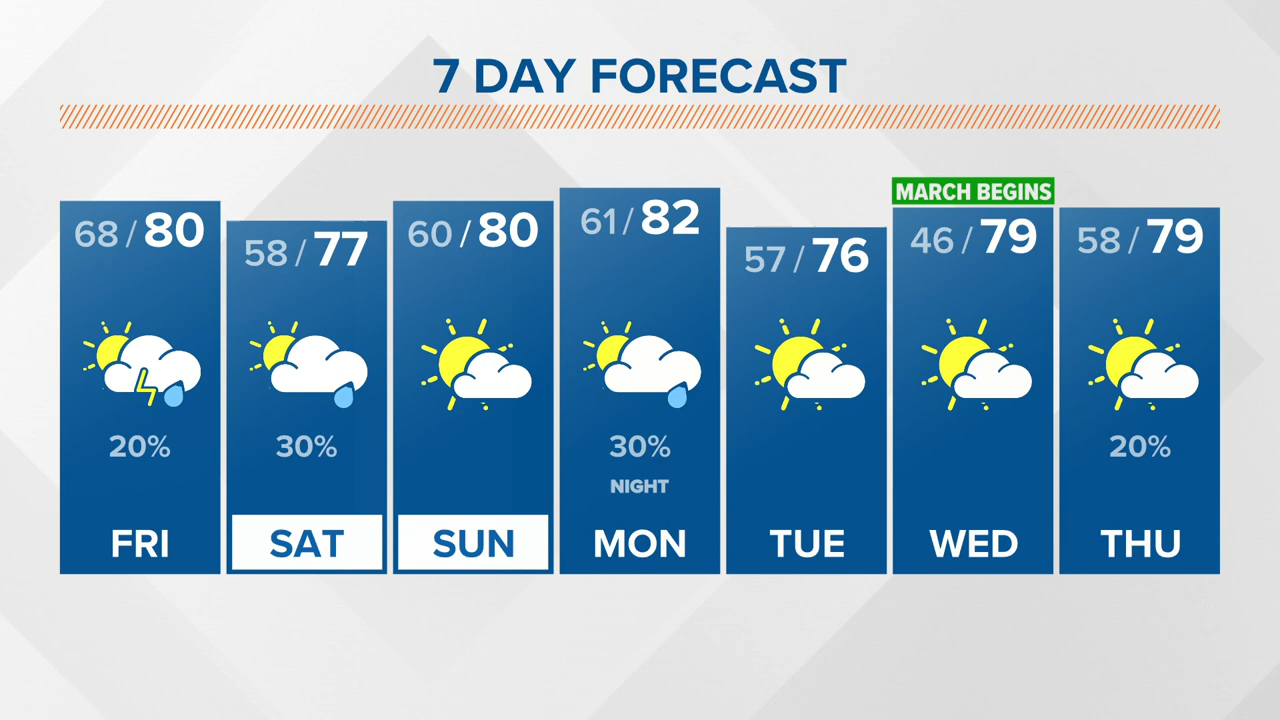 7 DAY FORECAST
MARCH BEGINS
68 / 80
58 / 77
60 / 80
61 / 82
57 / 76
46 / 79
58 / 79
20%
30%
30%
20%
NIGHT
FRI
SAT
SUN
MON
TUE
WED
THU